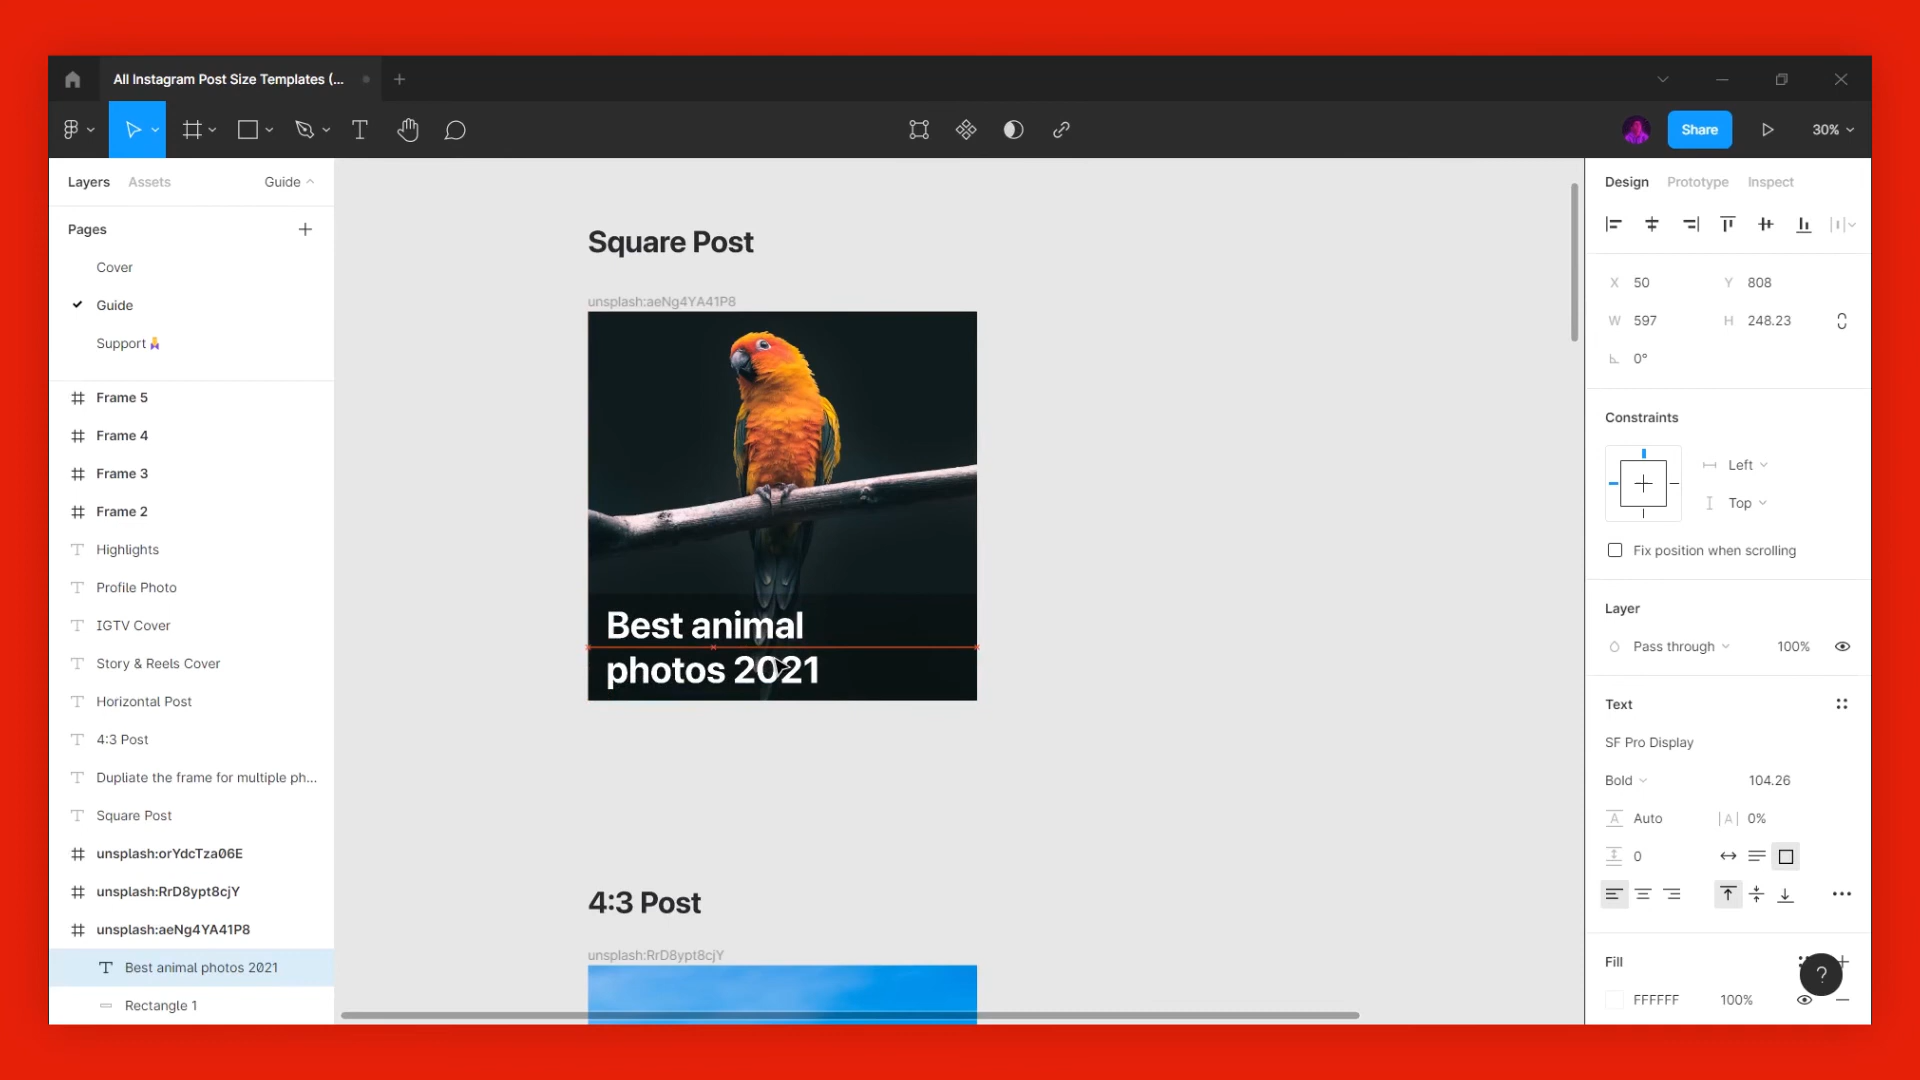 All Instagram Post Size Templates (...
Share
30%
Layers
Assets
Guide
Pages
Cover
Guide
Support
Frame 5
Frame 4
Frame 3
Frame 2
Highlights
Profile Photo
IGTV Cover
Story & Reels Cover
Horizontal Post
4:3 Post
Dupliate the frame for multiple ph...
Square Post
unsplash:orYdcTza06E
unsplash:RrD8ypt8cjY
unsplash:aeNg4YA41P8
Best animal photos 2021
Rectangle 1
Square Post
unsplash:aeNg4YA41P8
Best animal
photos 2021
4:3 Post
unsplash:RrD8ypt8cjY
Design
Prototype
Inspect
X 50
Y 808
W 597
H 248.23
0°
Constraints
Left
Top
Fix position when scrolling
Layer
Pass through
100%
Text
SF Pro Display
Bold
104.26
A Auto
|A| 0%
0
Fill
?
FFFFFF
100%